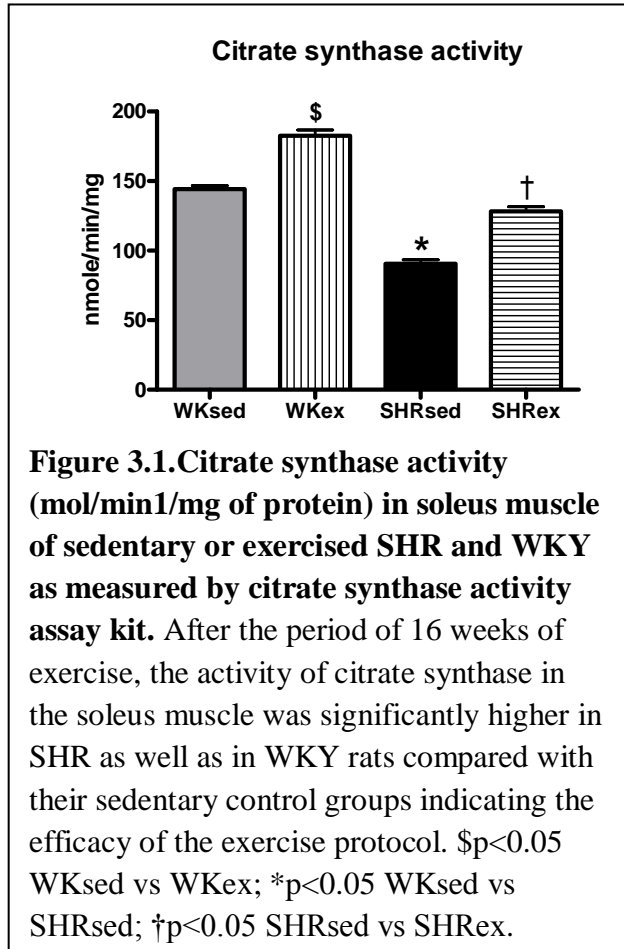 Citrate synthase activity
200
150
100
50
0
nmole/min/mg
$
*
†
WKsed WKex SHRsed SHRex
Figure 3.1.Citrate synthase activity
(mol/min1/mg of protein) in soleus muscle
of sedentary or exercised SHR and WKY
as measured by citrate synthase activity
assay kit. After the period of 16 weeks of
exercise, the activity of citrate synthase in
the soleus muscle was significantly higher in
SHR as well as in WKY rats compared with
their sedentary control groups indicating the
efficacy of the exercise protocol. $p<0.05
WKsed vs WKex; *p<0.05 WKsed vs
SHRsed; †p<0.05 SHRsed vs SHRex.